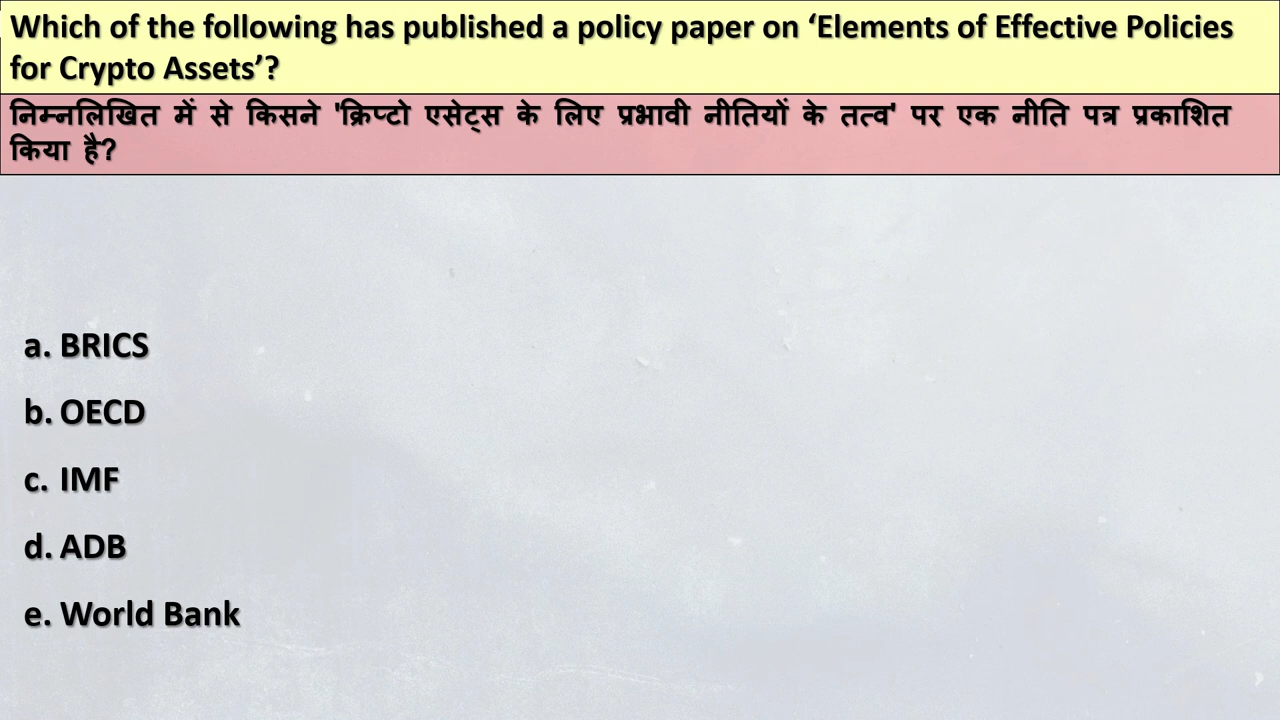 Which of the following has published a policy paper on ‘Elements of Effective Policies
for Crypto Assets’?
निम्नलिखित में से किसने 'क्रिप्टो एसेट्स के लिए प्रभावी नीतियों के तत्व' पर एक नीति पत्र प्रकाशित
किया है?
a. BRICS
b. OECD
c. IMF
d. ADB
e. World Bank